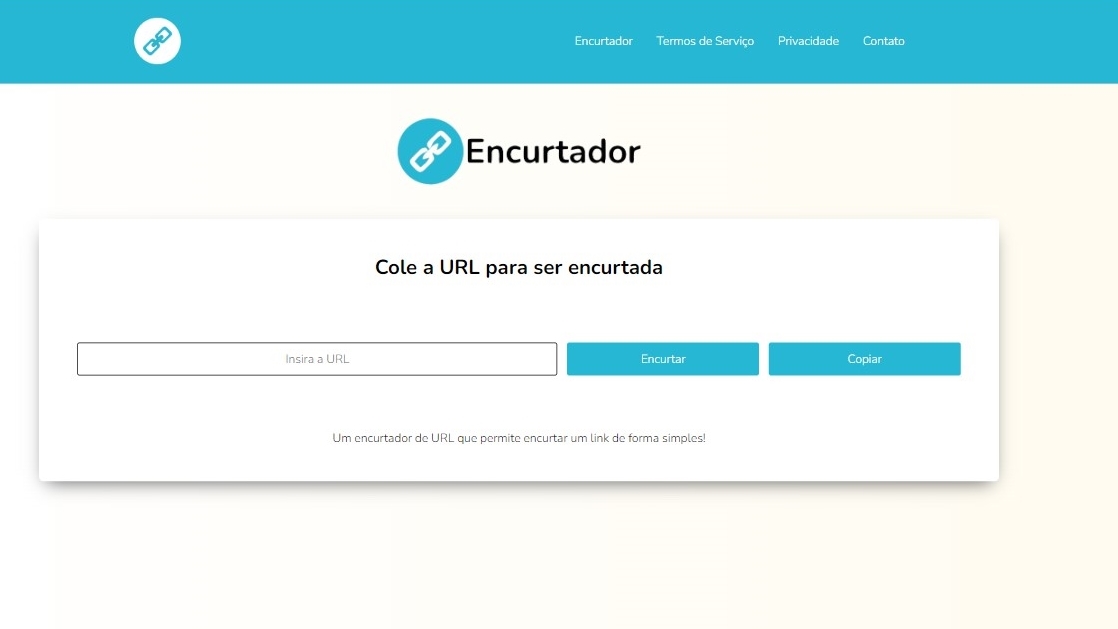 Encurtador Termos de Serviço Privacidade Contato
Encurtador
Cole a URL para ser encurtada
Insira a URL Encurtar Copiar
Um encurtador de URL que permite encurtar um link de forma simples!